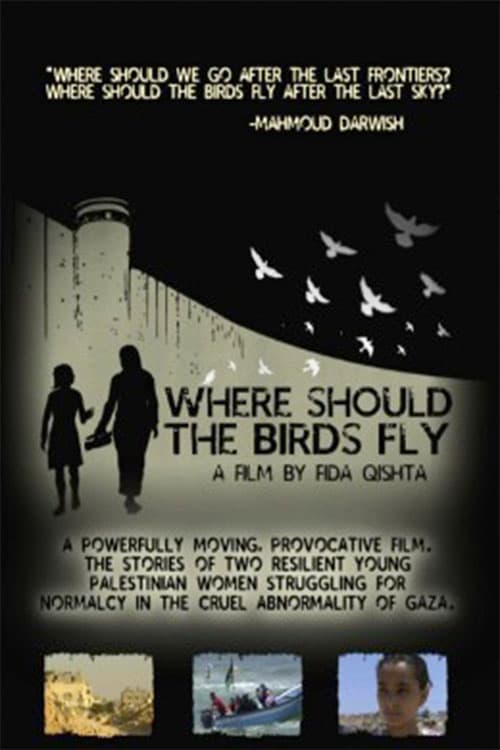 "WHERE SHOULD WE GO AFTER THE LAST FRONTIERS?
WHERE SHOULD THE BIRDS FLY AFTER THE LAST SKY?"
-MAHMOUD DARWISH
WHERE SHOULD
THE BIRDS FLY
A FILM BY FIDA QISHTA
A POWERFULLY MOVING, PROVOCATIVE FILM.
THE STORIES OF TWO RESILIENT YOUNG
PALESTINIAN WOMEN STRUGGLING FOR
NORMALCY IN THE CRUEL ABNORMALITY OF GAZA.